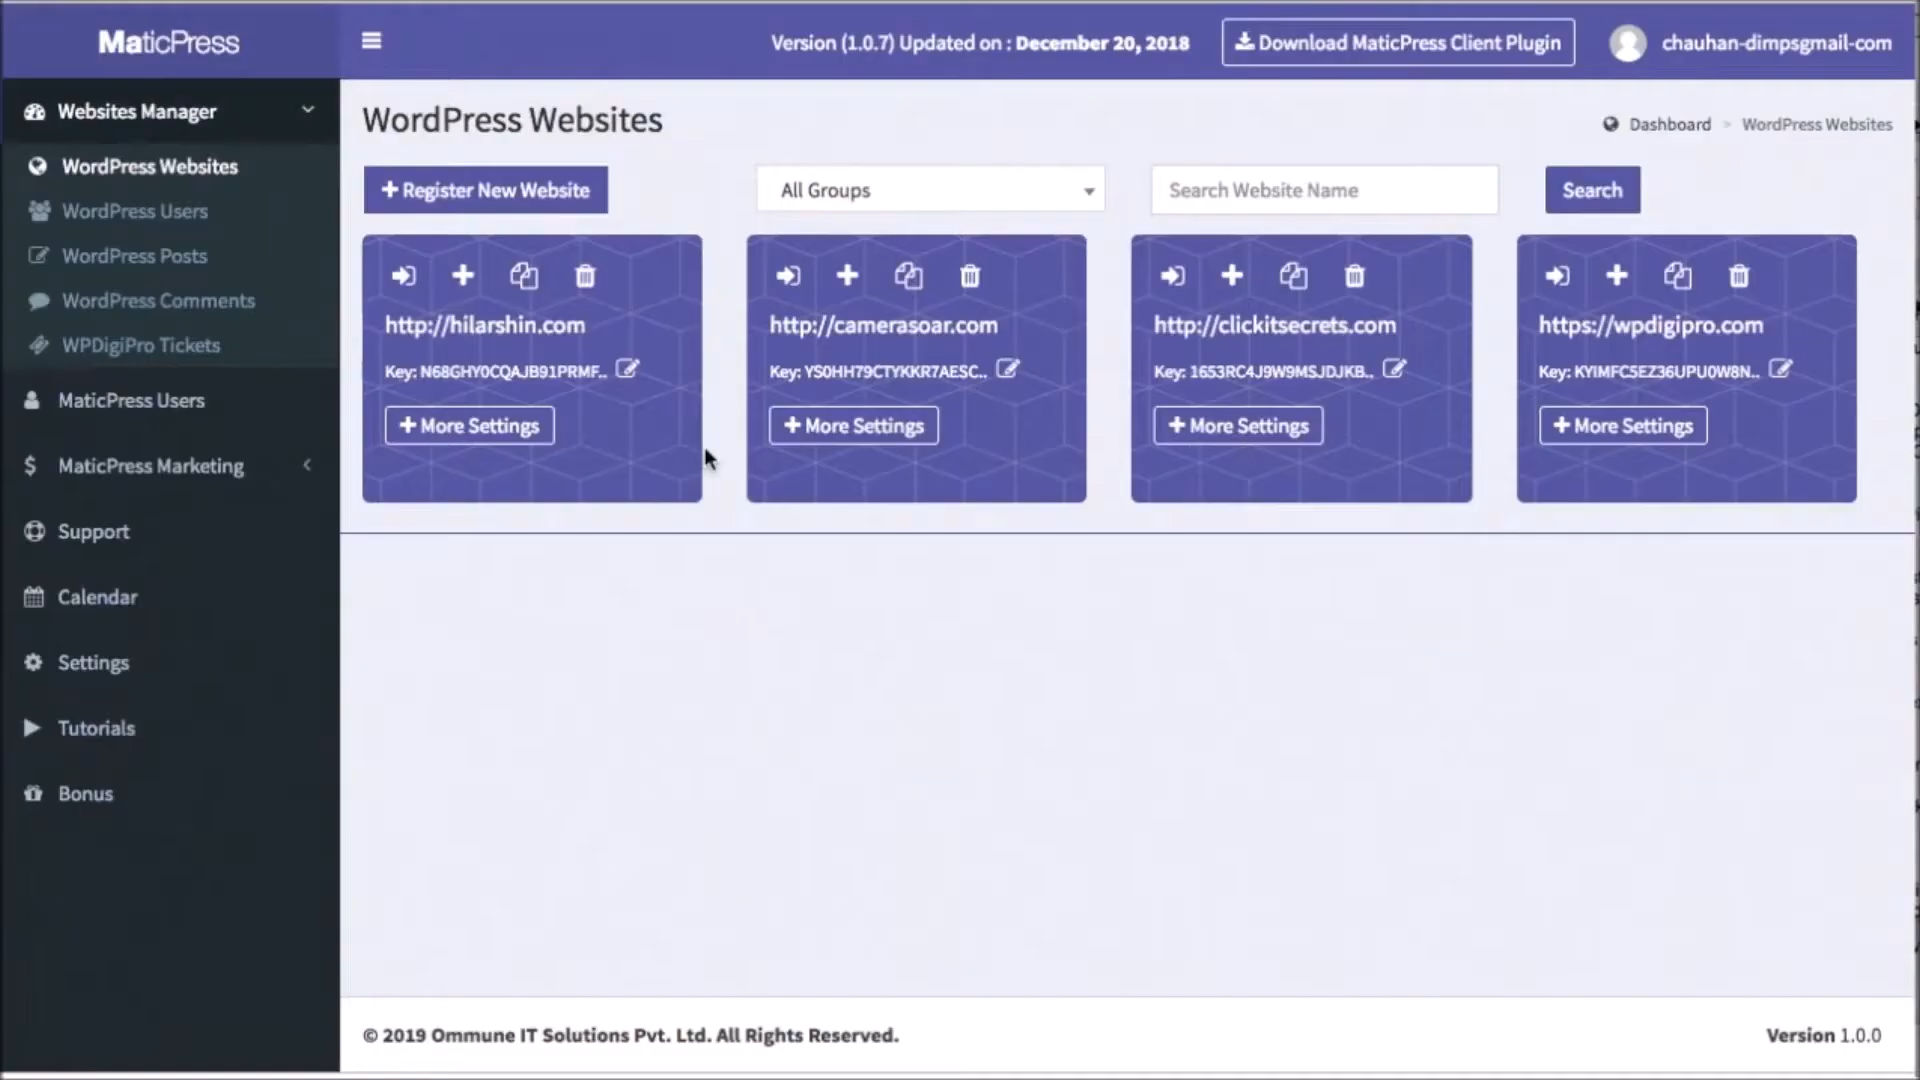 MaticPress
Version (1.0.7) Updated on : December 20, 2018
Download MaticPress Client Plugin
chauhan-dimpsgmail-com
Websites Manager
WordPress Websites
WordPress Users
WordPress Posts
WordPress Comments
WPDigiPro Tickets
MaticPress Users
MaticPress Marketing
Support
Calendar
Settings
Tutorials
Bonus
WordPress Websites
Dashboard > WordPress Websites
+ Register New Website
All Groups
Search Website Name
Search
http://hilarshin.com
Key: N68GHY0CQAJB91PRMF..
+ More Settings
http://camerasoar.com
Key: YS0HH79CTYKKR7AESC..
+ More Settings
http://clickitsecrets.com
Key: 1653RC4J9W9MSJDJKB..
+ More Settings
https://wpdigipro.com
Key: KYIMFC5EZ36UPU0W8N..
+ More Settings
© 2019 Ommune IT Solutions Pvt. Ltd. All Rights Reserved.
Version 1.0.0